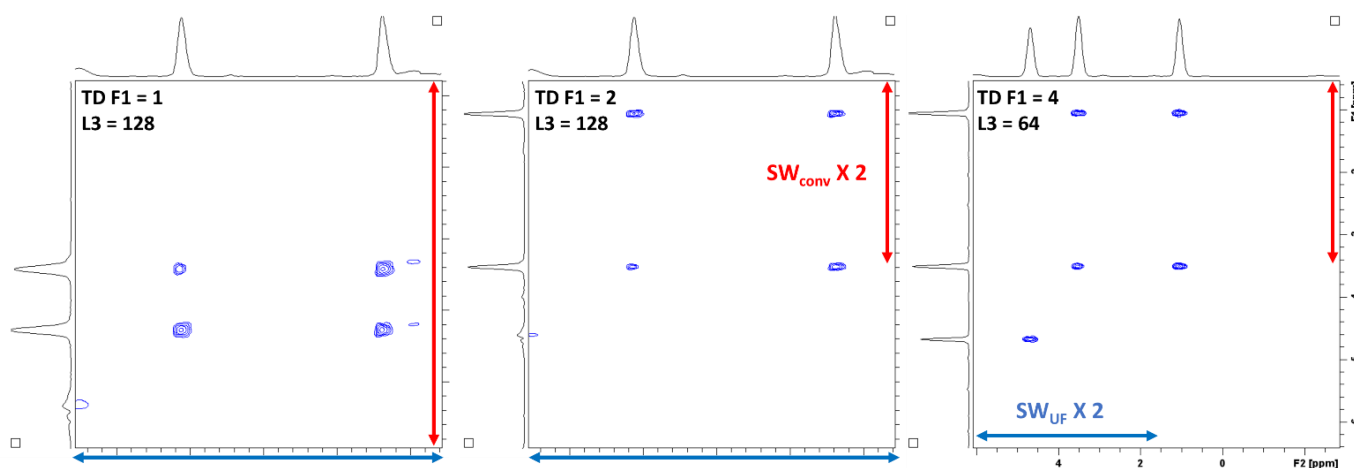 TD F1 = 1
L3 = 128
TD F1 = 2
L3 = 128
SWconv X 2
TD F1 = 4
L3 = 64
SWUF X 2
4
2
0
F2 [ppm]